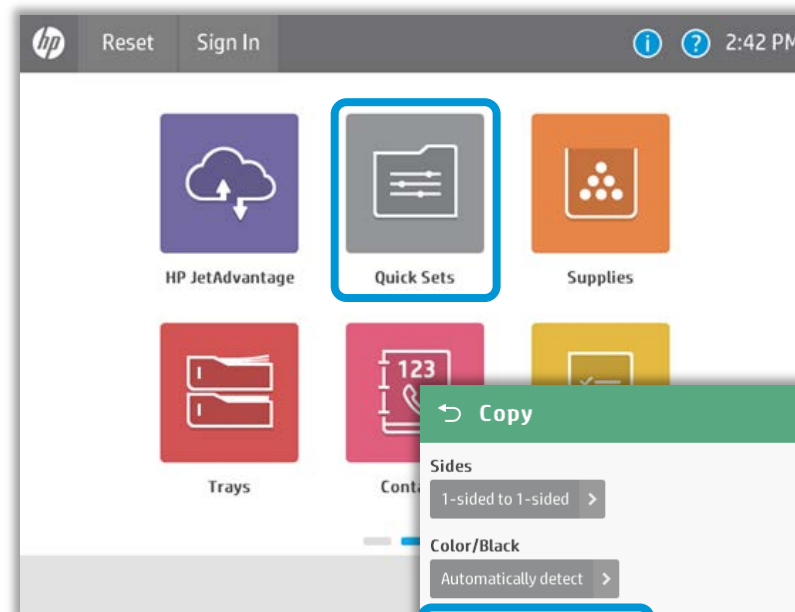 hp Reset Sign In i ? 2:42 PM
HP JetAdvantage Quick Sets Supplies
123
Trays Conta
Copy
Sides
1-sided to 1-sided >
Color/Black
Automatically detect >